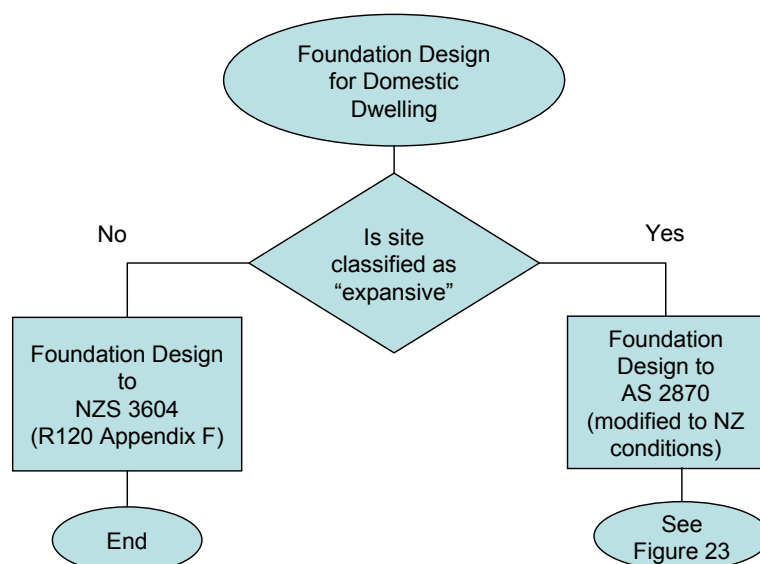 Foundation Design
for Domestic
Dwelling
No
Yes
Is site
classified as
“expansive”
Foundation Design
to
NZS 3604
(R120 Appendix F)
Foundation
Design to
AS 2870
(modified to NZ
conditions)
End
See
Figure 23